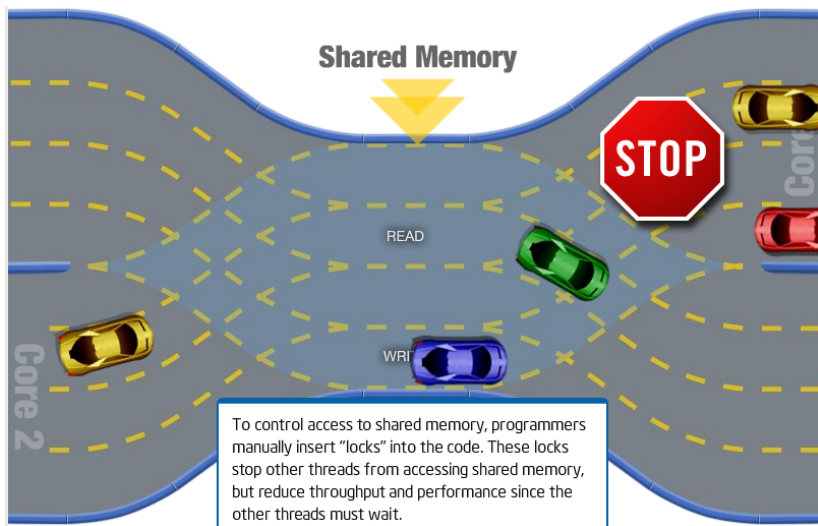 Shared Memory
STOP
Core
READ
WRIT
Core 2
To control access to shared memory, programmers
manually insert "locks" into the code. These locks
stop other threads from accessing shared memory,
but reduce throughput and performance since the
other threads must wait.